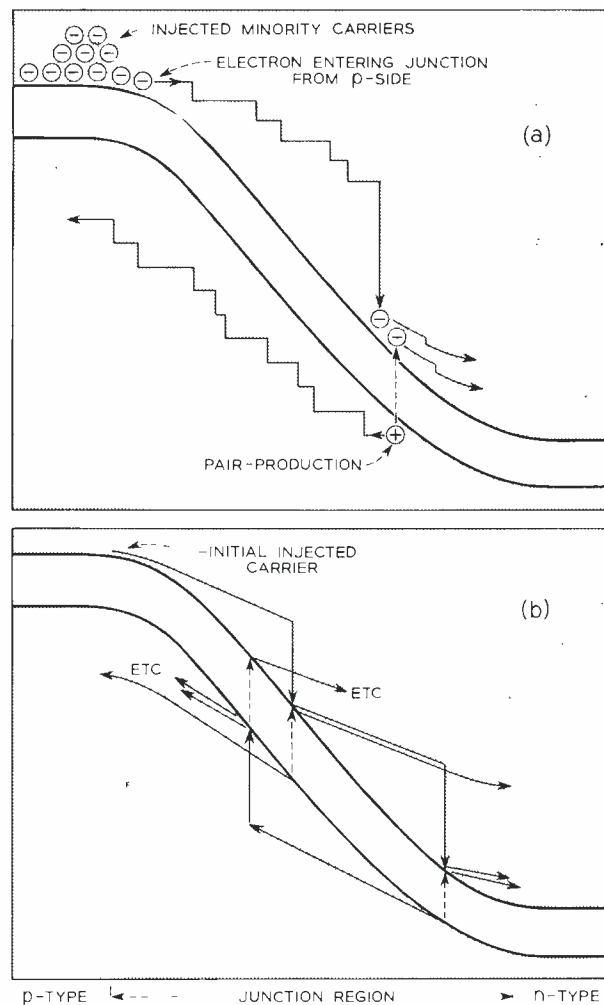 INJECTED MINORITY CARRIERS
ELECTRON ENTERING JUNCTION
FROM p-SIDE
(a)
PAIR-PRODUCTION
-INITIAL INJECTED
CARRIER
(b)
ETC
ETC
p-TYPE JUNCTION REGION n-TYPE